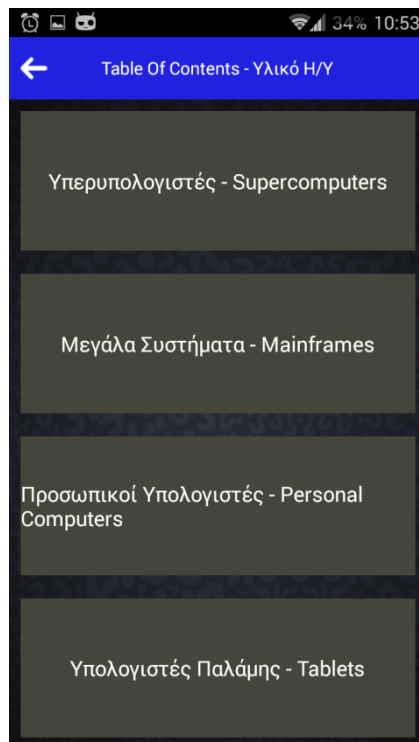 34% 10:53
Table Of Contents - Υλικό Η/Υ
Υπερυπολογιστές - Supercomputers
Μεγάλα Συστήματα - Mainframes
Προσωπικοί Υπολογιστές - Personal
Computers
Υπολογιστές Παλάμης - Tablets